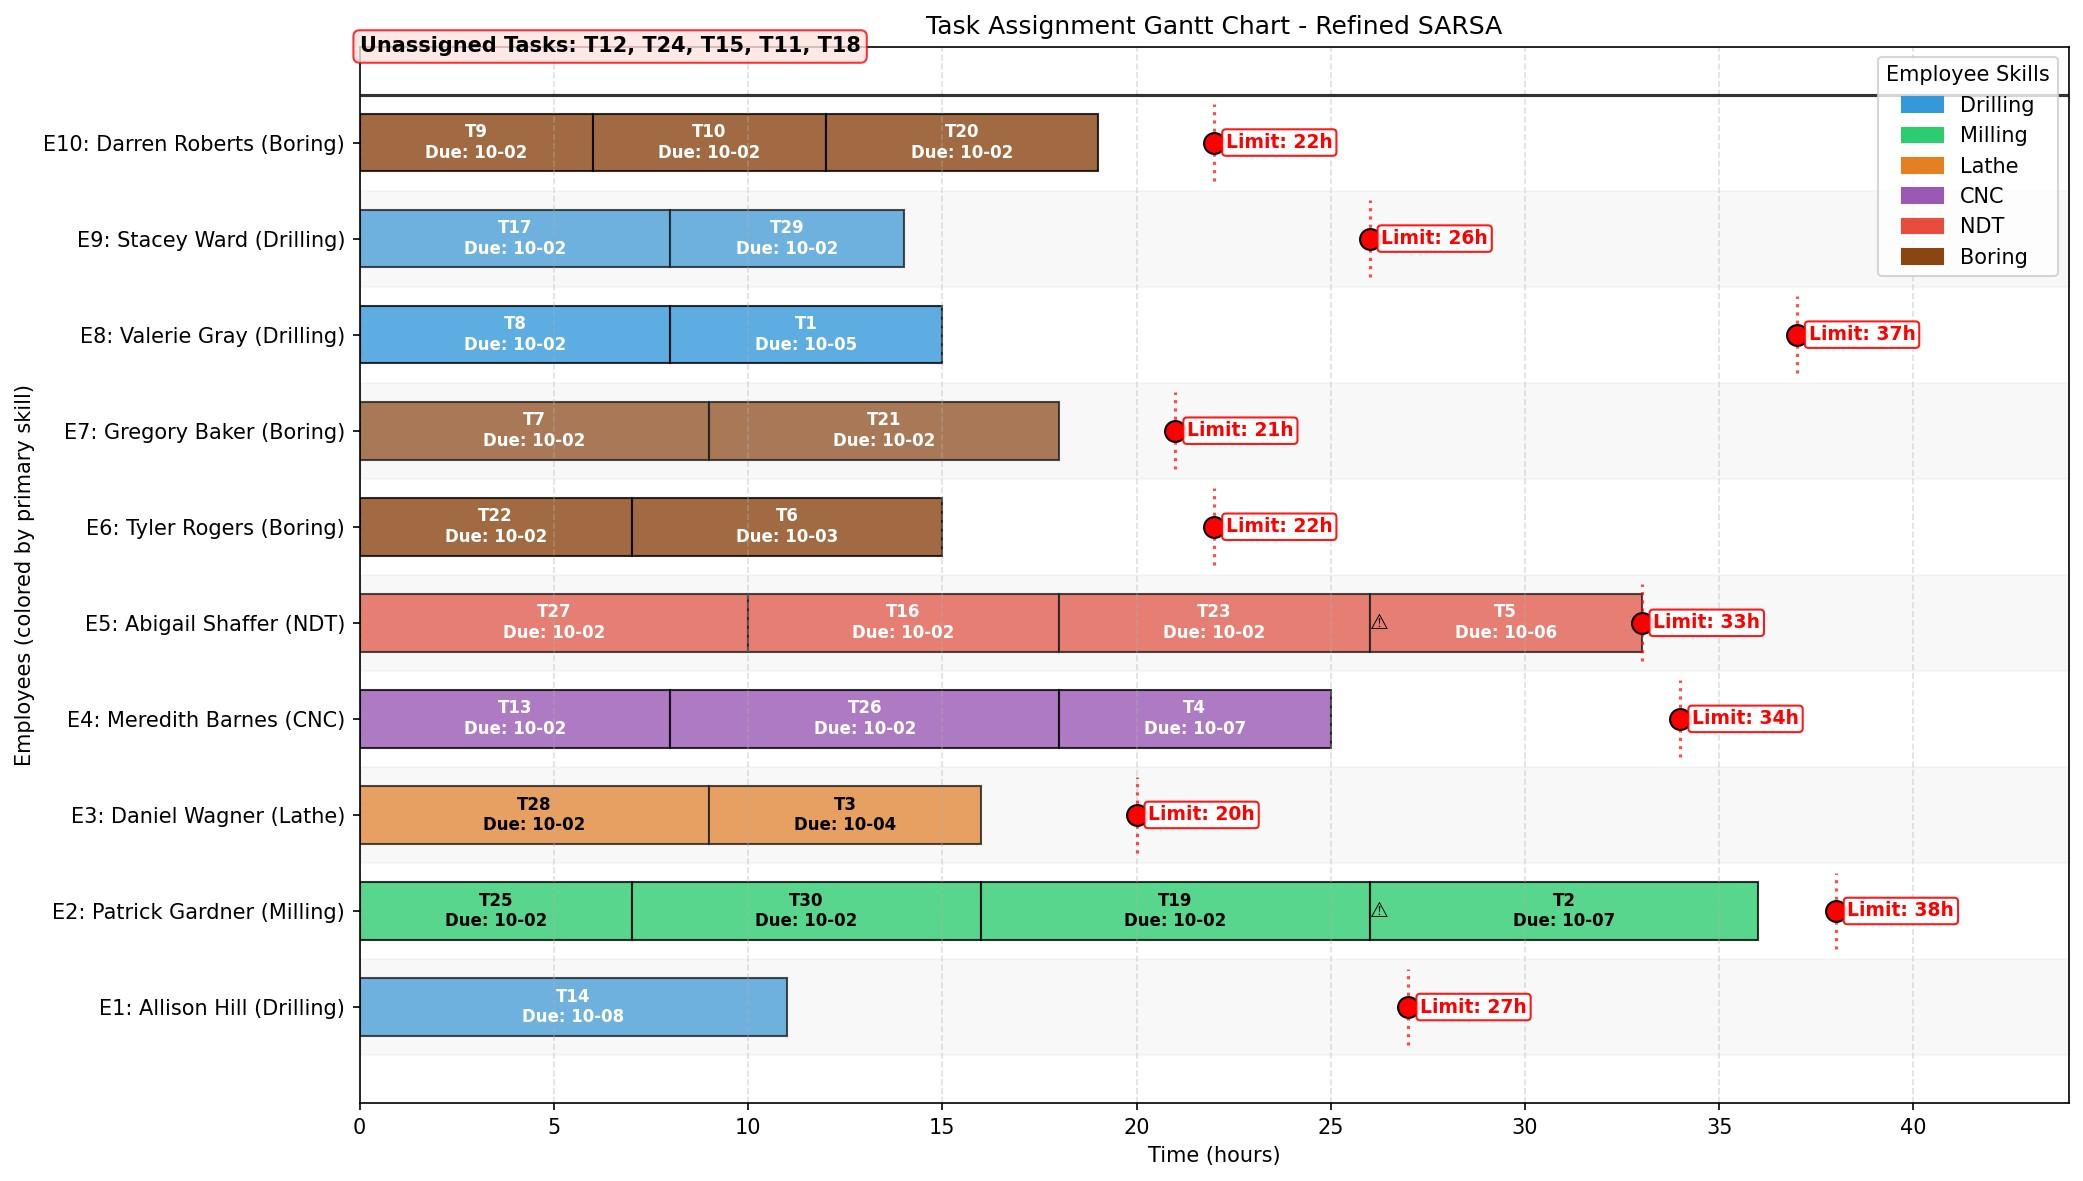 Task Assignment Gantt Chart - Refined SARSA
Unassigned Tasks: T12, T24, T15, T11, T18
Employee Skills
Drilling
Milling
Lathe
CNC
NDT
Boring
Employees (colored by primary skill)
E10: Darren Roberts (Boring)
T9
Due: 10-02
T10
Due: 10-02
T20
Due: 10-02
Limit: 22h
E9: Stacey Ward (Drilling)
T17
Due: 10-02
T29
Due: 10-02
Limit: 26h
E8: Valerie Gray (Drilling)
T8
Due: 10-02
T1
Due: 10-05
Limit: 37h
E7: Gregory Baker (Boring)
T7
Due: 10-02
T21
Due: 10-02
Limit: 21h
E6: Tyler Rogers (Boring)
T22
Due: 10-02
T6
Due: 10-03
Limit: 22h
E5: Abigail Shaffer (NDT)
T27
Due: 10-02
T16
Due: 10-02
T23
Due: 10-02
⚠
T5
Due: 10-06
Limit: 33h
E4: Meredith Barnes (CNC)
T13
Due: 10-02
T26
Due: 10-02
T4
Due: 10-07
Limit: 34h
E3: Daniel Wagner (Lathe)
T28
Due: 10-02
T3
Due: 10-04
Limit: 20h
E2: Patrick Gardner (Milling)
T25
Due: 10-02
T30
Due: 10-02
T19
Due: 10-02
⚠
T2
Due: 10-07
Limit: 38h
E1: Allison Hill (Drilling)
T14
Due: 10-08
Limit: 27h
0 5 10 15 20 25 30 35 40
Time (hours)